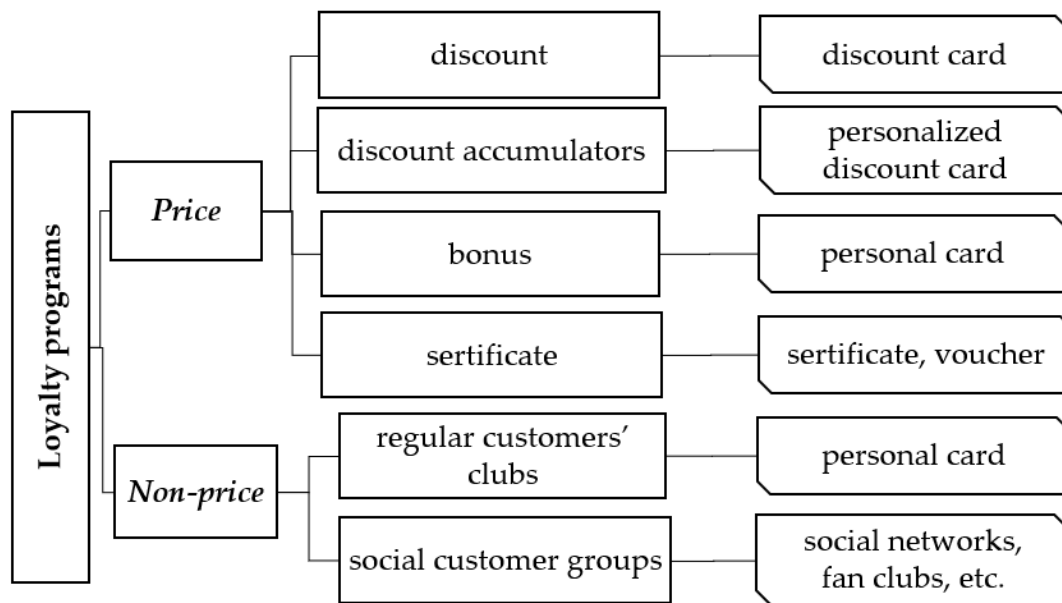 Loyalty programs
Price
discount
discount card
discount accumulators
personalized
discount card
bonus
personal card
sertificate
sertificate, voucher
Non-price
regular customers’
clubs
personal card
social customer groups
social networks,
fan clubs, etc.